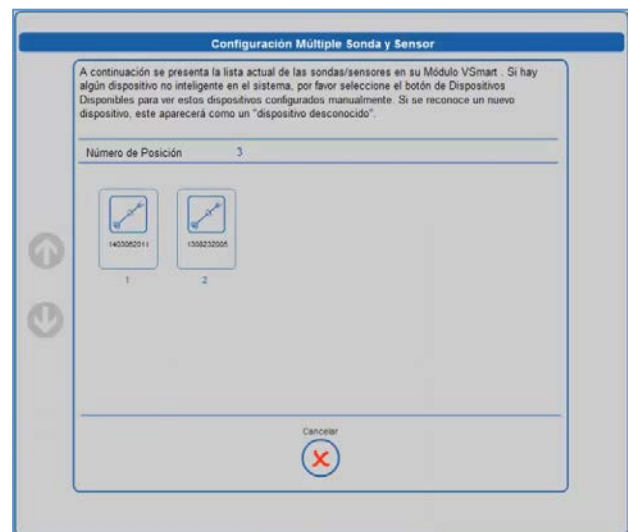 Configuración Múltiple Sonda y Sensor
A continuación se presenta la lista actual de las sondas/sensores en su Módulo VSmart . Si hay
algún dispositivo no inteligente en el sistema, por favor seleccione el botón de Dispositivos
Disponibles para ver estos dispositivos configurados manualmente. Si se reconoce un nuevo
dispositivo, este aparecerá como un "dispositivo desconocido".
Número de Posición 3
1403052011 1308232005
1 2
Cancelar